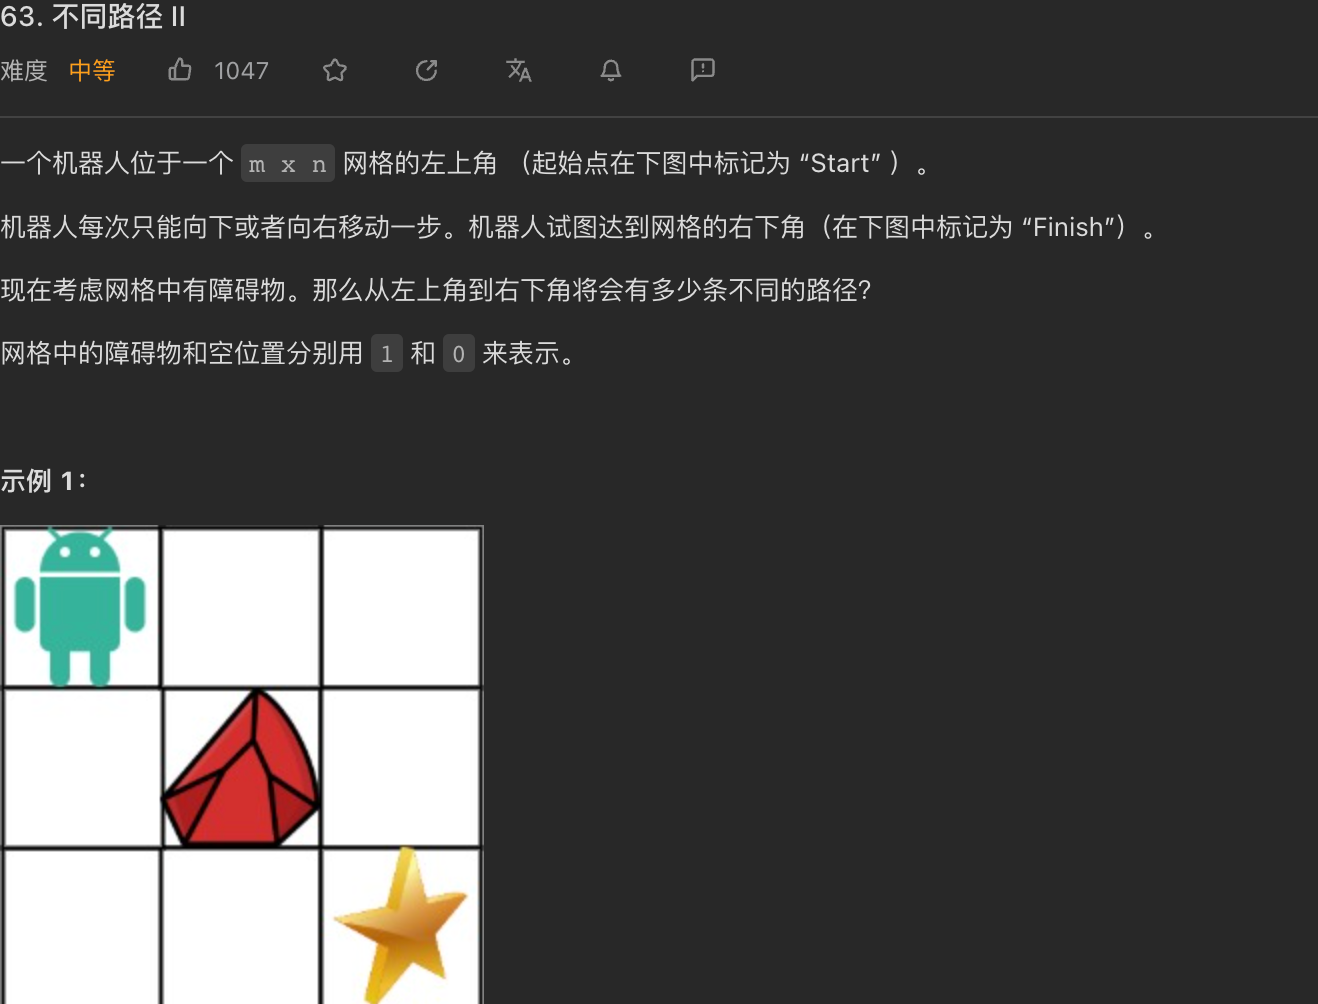 63. 不同路径 II
难度 中等 1047
一个机器人位于一个 m x n 网格的左上角 （起始点在下图中标记为 “Start” ）。
机器人每次只能向下或者向右移动一步。机器人试图达到网格的右下角（在下图中标记为 “Finish”）。
现在考虑网格中有障碍物。那么从左上角到右下角将会有多少条不同的路径？
网格中的障碍物和空位置分别用 1 和 0 来表示。
示例 1：